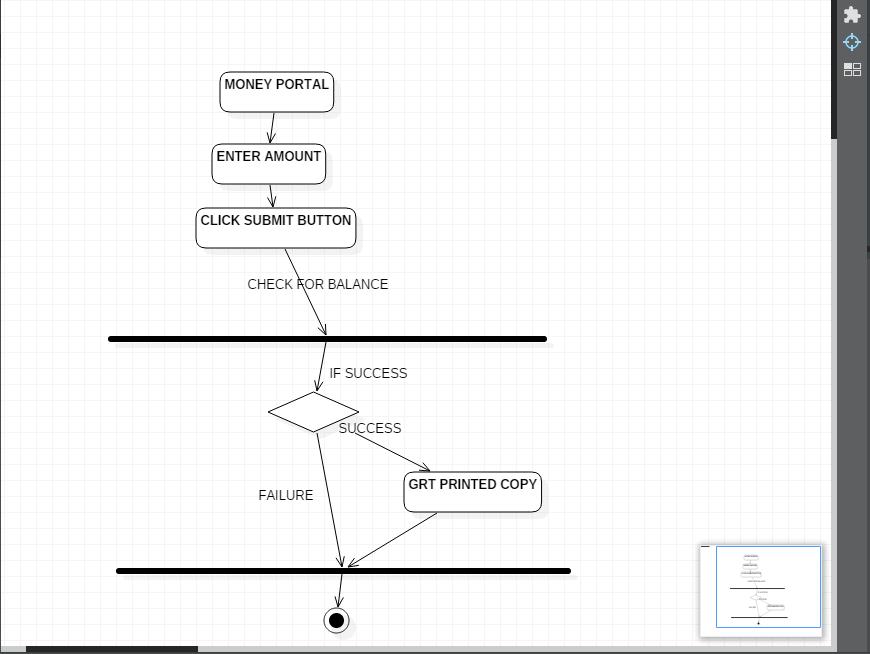 MONEY PORTAL
ENTER AMOUNT
CLICK SUBMIT BUTTON
CHECK FOR BALANCE
IF SUCCESS
SUCCESS
GRT PRINTED COPY
FAILURE